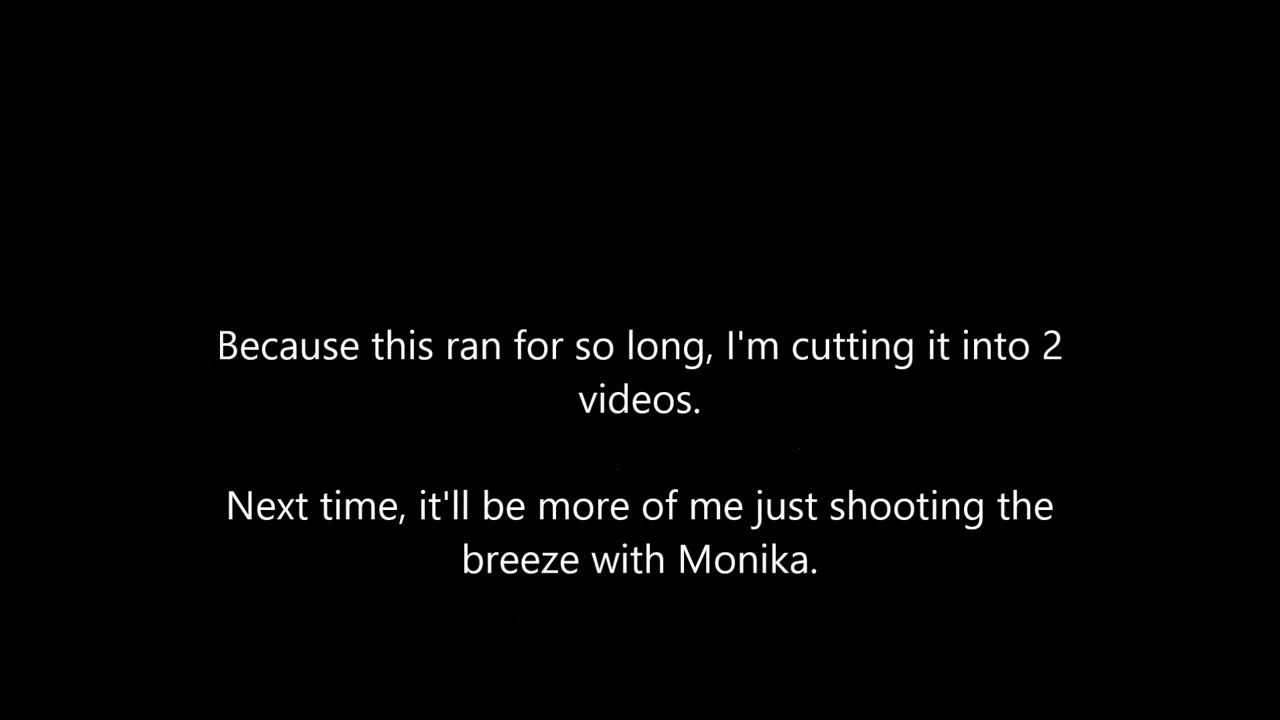 Because this ran for so long, I'm cutting it into 2
videos.
Next time, it'll be more of me just shooting the
breeze with Monika.